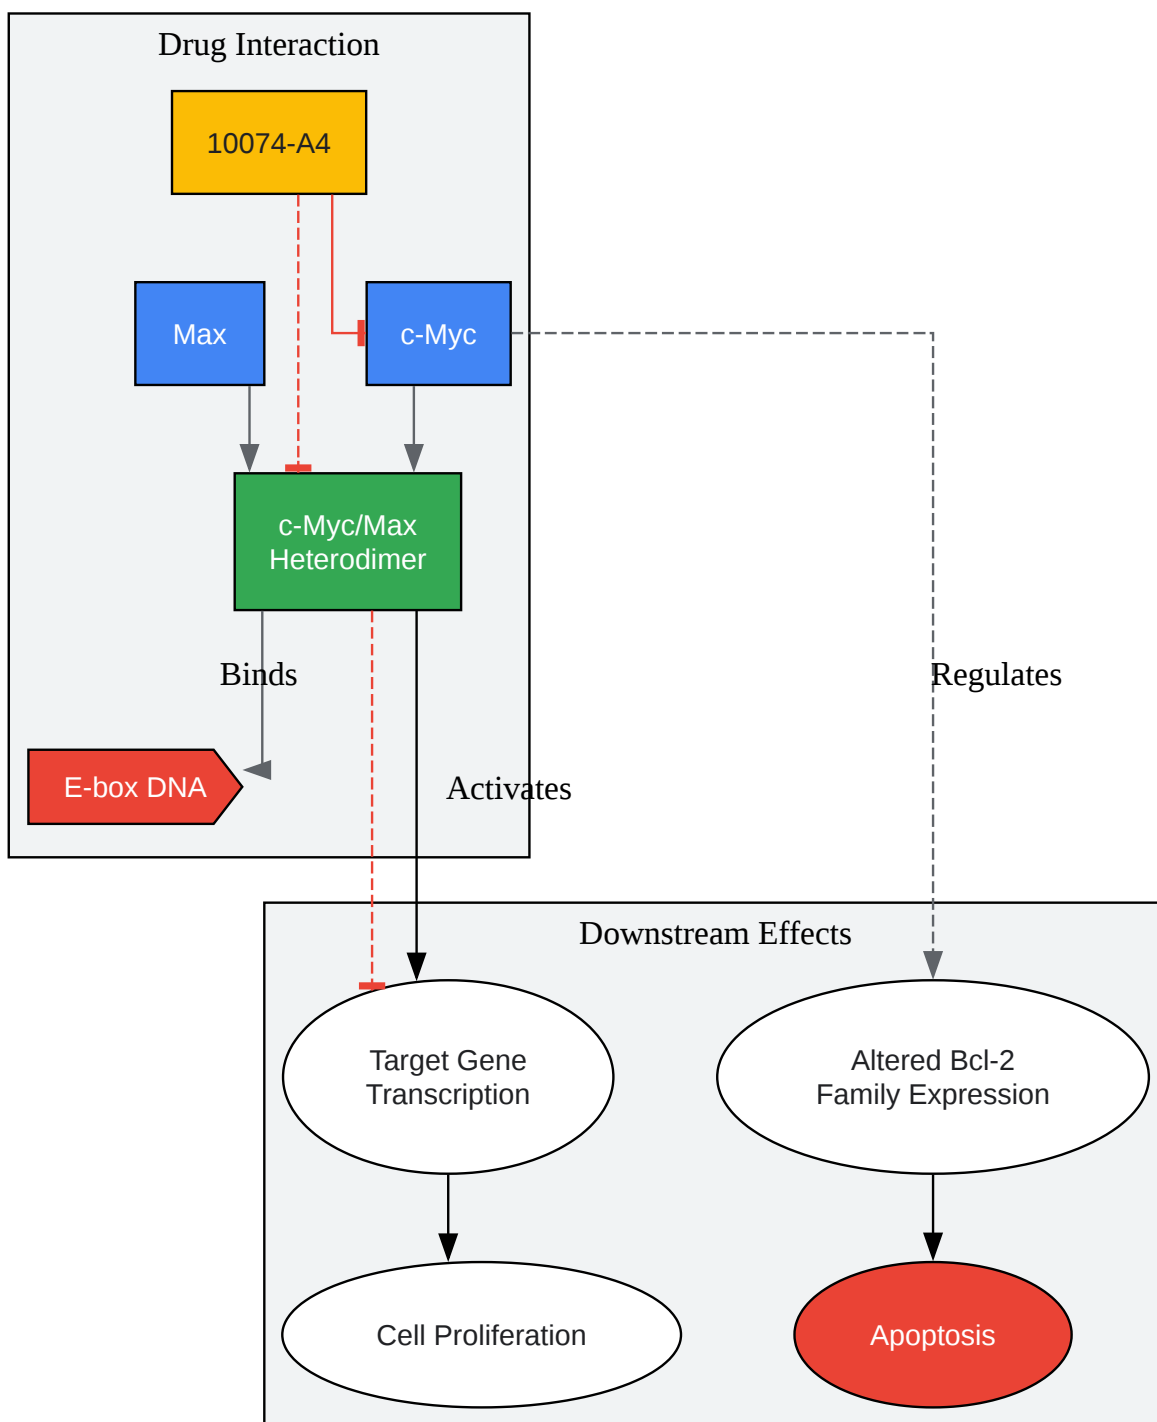 Drug Interaction
10074-A4
Max
c-Myc
c-Myc/Max
Heterodimer
Binds
Regulates
E-box DNA
Activates
Downstream Effects
Target Gene
Transcription
Altered Bcl-2
Family Expression
Cell Proliferation
Apoptosis